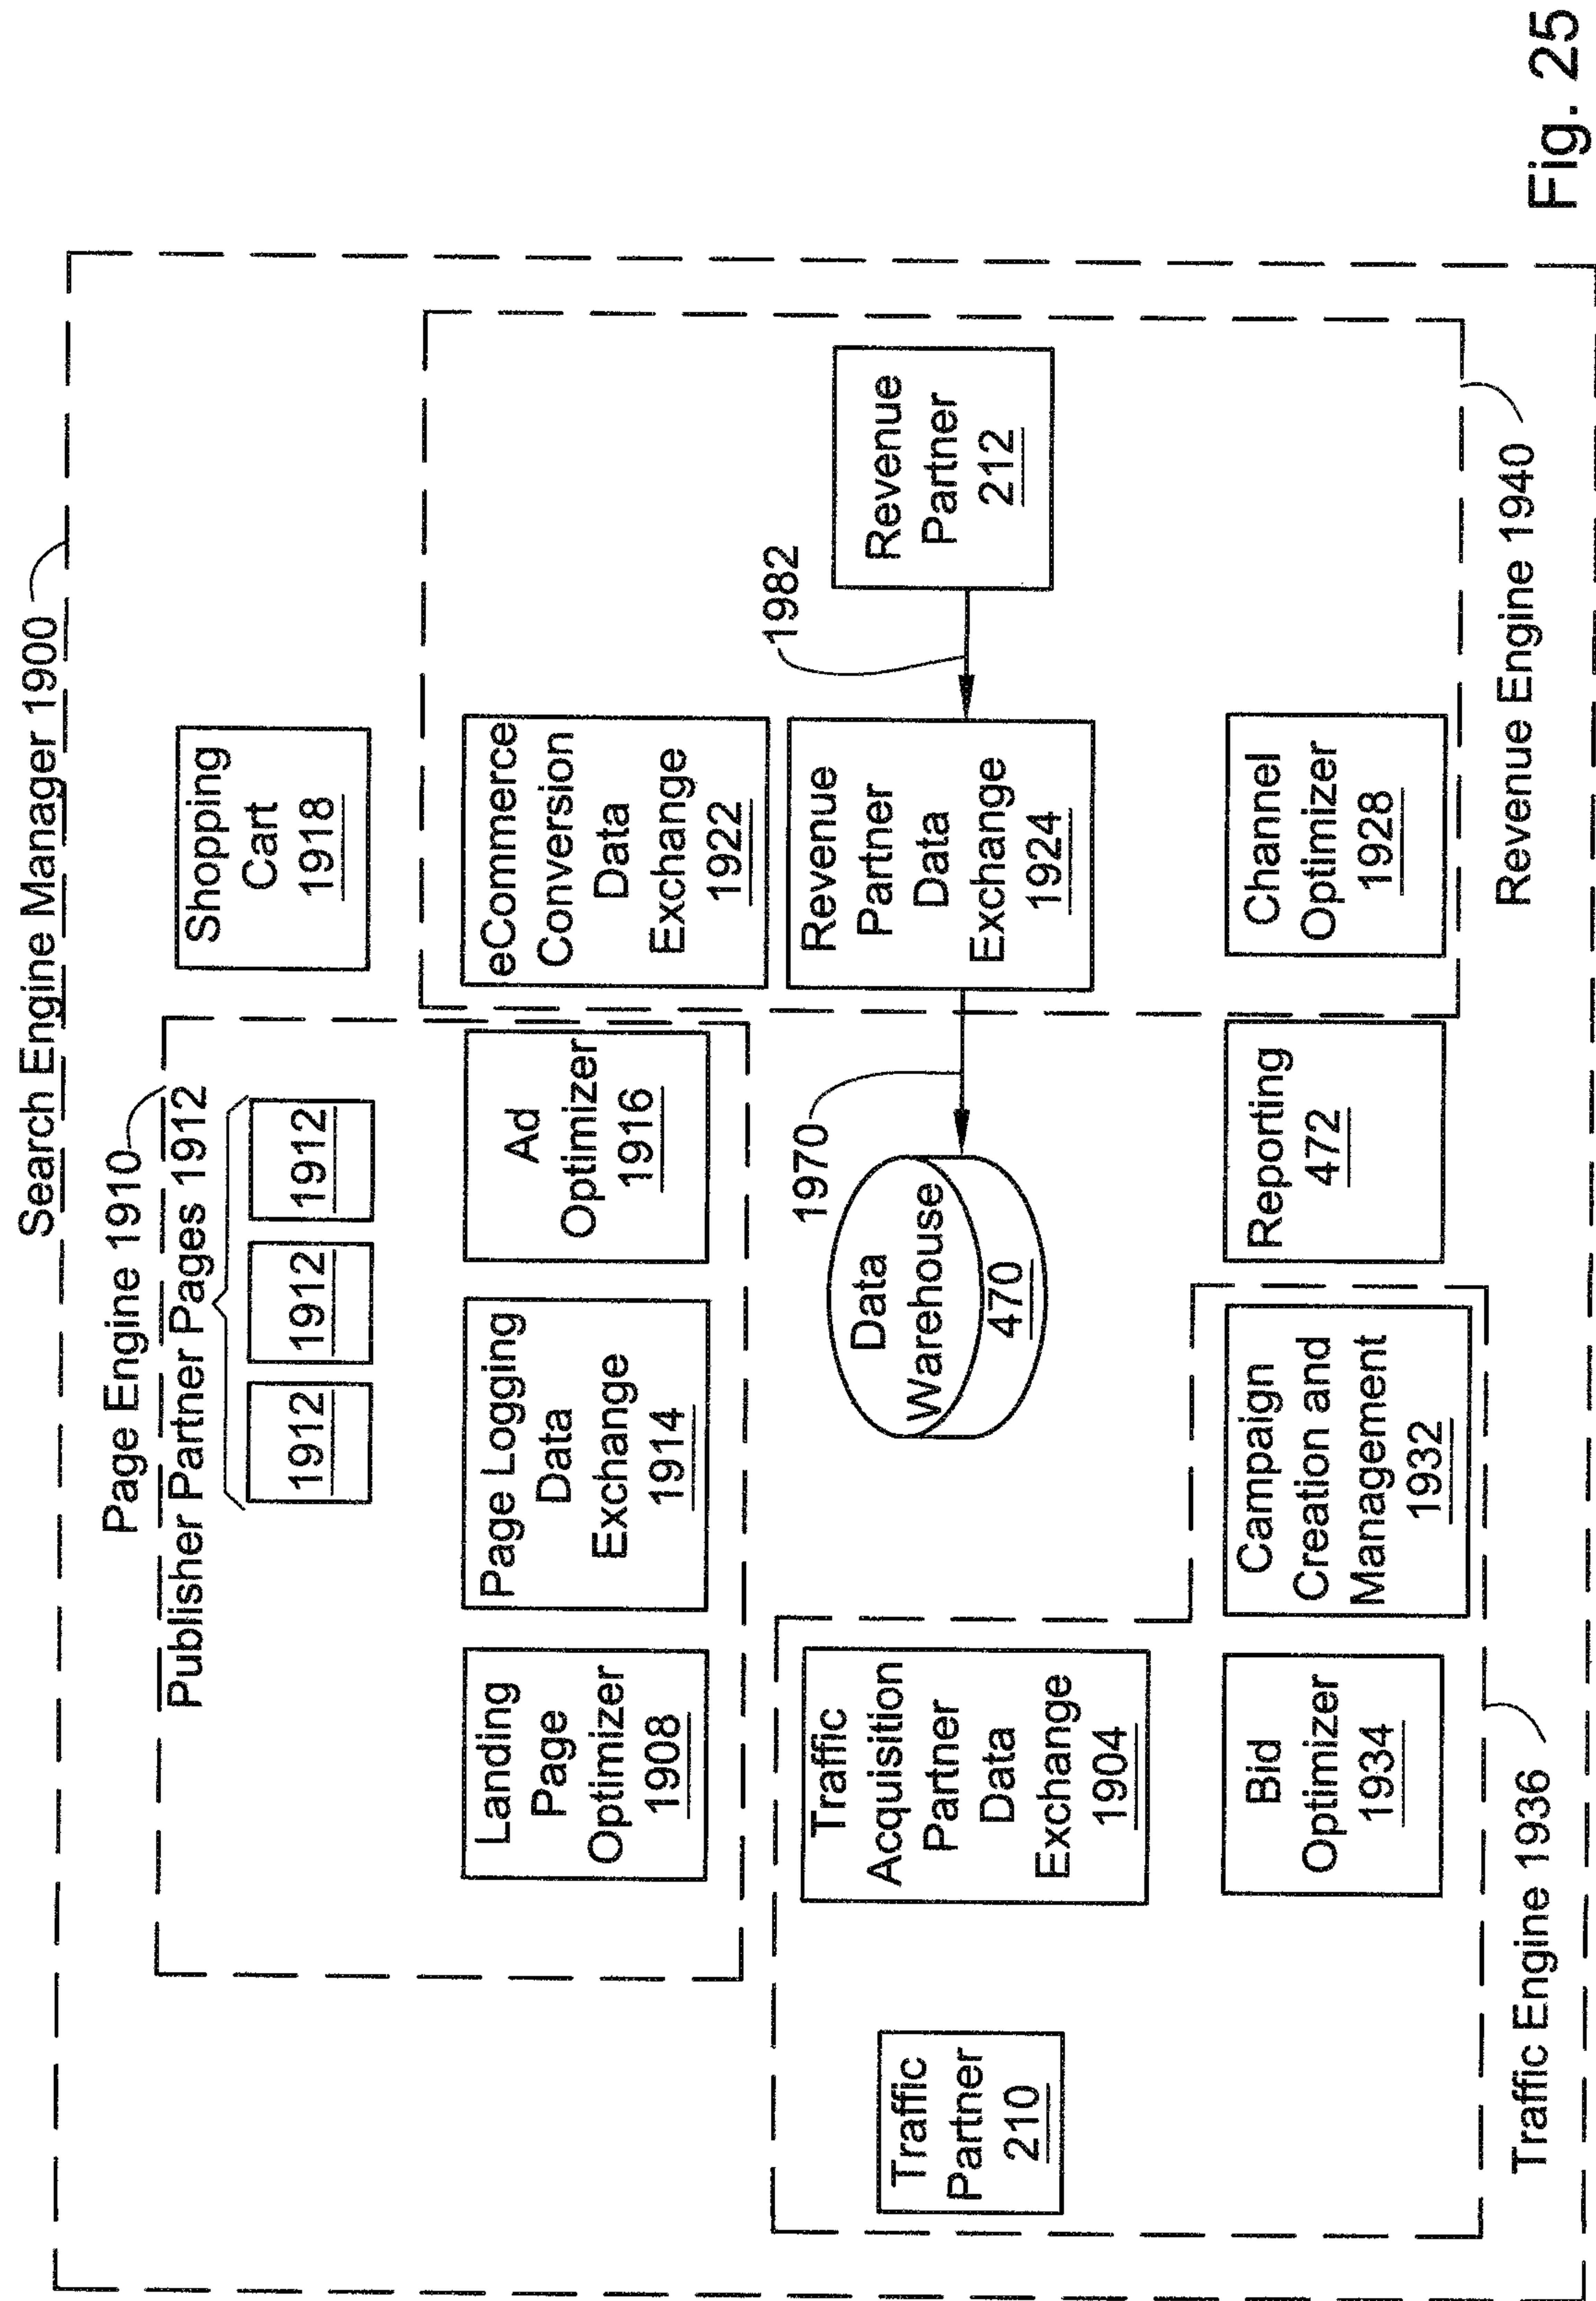 Search Engine Manager 1900
Page Engine 1910
Publisher Partner Pages 1912
1912
1912
1912
Shopping
Cart
1918
Landing
Page
Optimizer
1908
Page Logging
Data
Exchange
1914
Ad
Optimizer
1916
eCommerce
Conversion
Data
Exchange
1922
Traffic
Partner
210
Traffic
Acquisition
Partner
Data
Exchange
1904
Data
Warehouse
470
1970
Revenue
Partner
Data
Exchange
1924
1982
Revenue
Partner
212
Bid
Optimizer
1934
Campaign
Creation and
Management
1932
Reporting
472
Channel
Optimizer
1928
Traffic Engine 1936
Revenue Engine 1940
Fig. 25